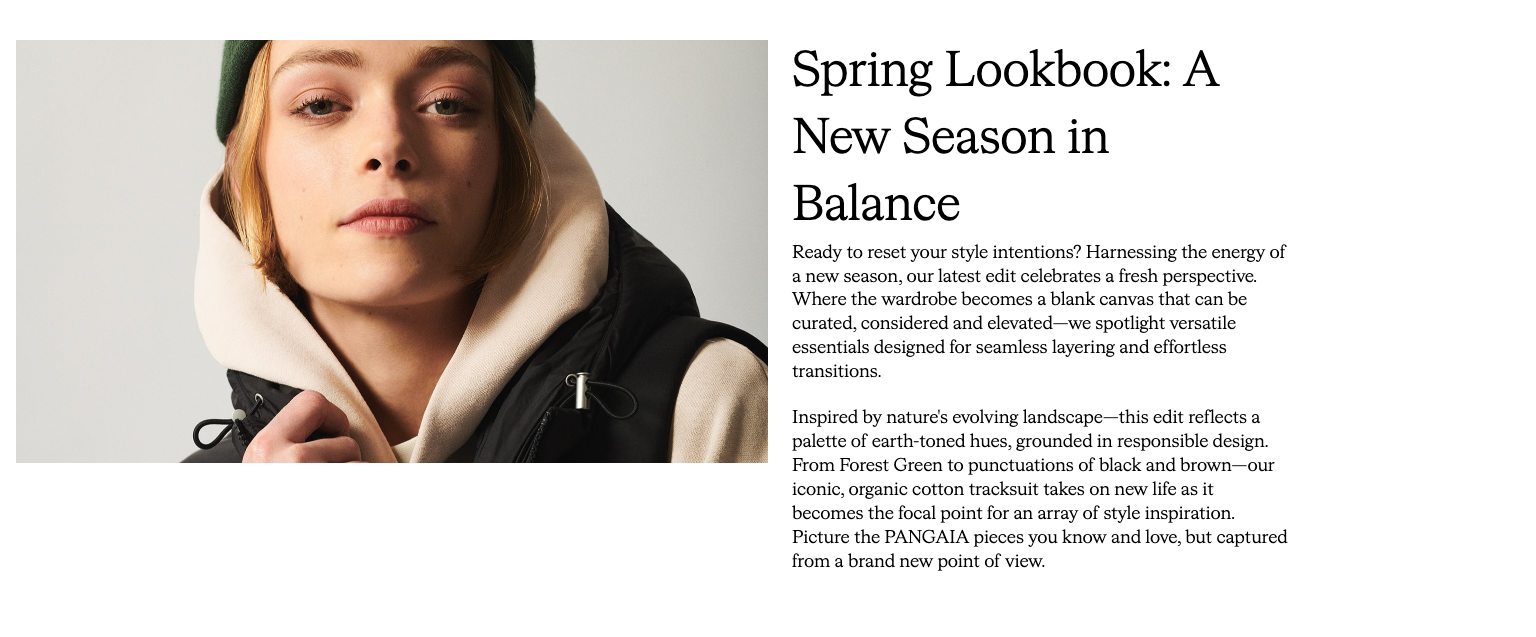 Spring Lookbook: A
New Season in
Balance
Ready to reset your style intentions? Harnessing the energy of
a new season, our latest edit celebrates a fresh perspective.
Where the wardrobe becomes a blank canvas that can be
curated, considered and elevated—we spotlight versatile
essentials designed for seamless layering and effortless
transitions.
Inspired by nature's evolving landscape—this edit reflects a
palette of earth-toned hues, grounded in responsible design.
From Forest Green to punctuations of black and brown—our
iconic, organic cotton tracksuit takes on new life as it
becomes the focal point for an array of style inspiration.
Picture the PANGAIA pieces you know and love, but captured
from a brand new point of view.